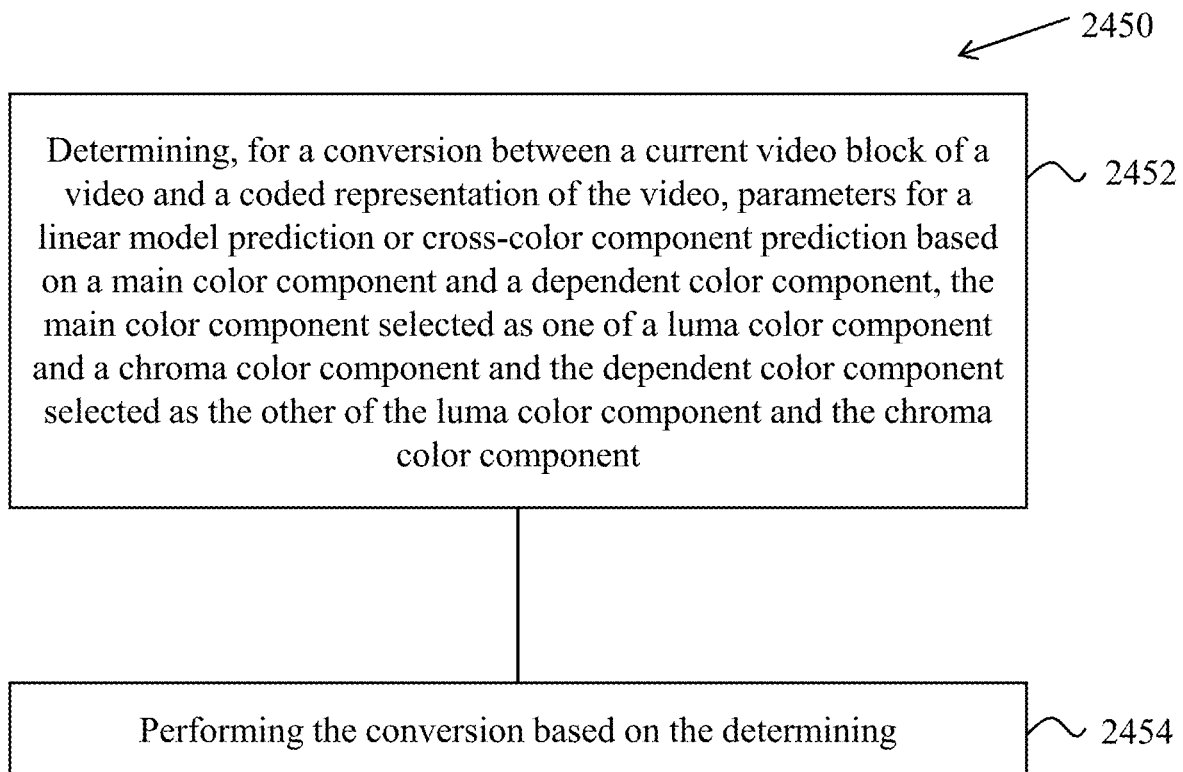 2450
Determining, for a conversion between a current video block of a
video and a coded representation of the video, parameters for a
linear model prediction or cross-color component prediction based
on a main color component and a dependent color component, the
main color component selected as one of a luma color component
and a chroma color component and the dependent color component
selected as the other of the luma color component and the chroma
color component
2452
Performing the conversion based on the determining
2454